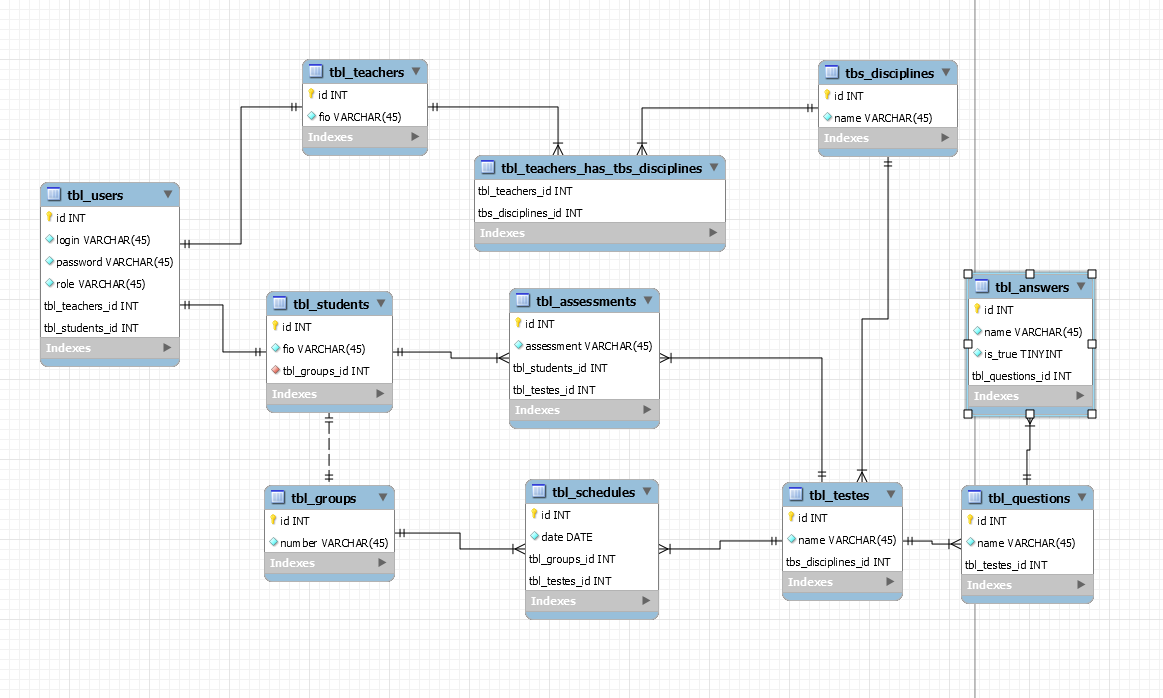 tbl_teachers
id INT
fio VARCHAR(45)
Indexes
tbs_disciplines
id INT
name VARCHAR(45)
Indexes
tbl_teachers_has_tbs_disciplines
tbl_teachers_id INT
tbs_disciplines_id INT
Indexes
tbl_users
id INT
login VARCHAR(45)
password VARCHAR(45)
role VARCHAR(45)
tbl_teachers_id INT
tbl_students_id INT
Indexes
tbl_students
id INT
fio VARCHAR(45)
tbl_groups_id INT
Indexes
tbl_assessments
id INT
assessment VARCHAR(45)
tbl_students_id INT
tbl_testes_id INT
Indexes
tbl_answers
id INT
name VARCHAR(45)
is_true TINYINT
tbl_questions_id INT
Indexes
tbl_groups
id INT
number VARCHAR(45)
Indexes
tbl_schedules
id INT
date DATE
tbl_groups_id INT
tbl_testes_id INT
Indexes
tbl_testes
id INT
name VARCHAR(45)
tbs_disciplines_id INT
Indexes
tbl_questions
id INT
name VARCHAR(45)
tbl_testes_id INT
Indexes